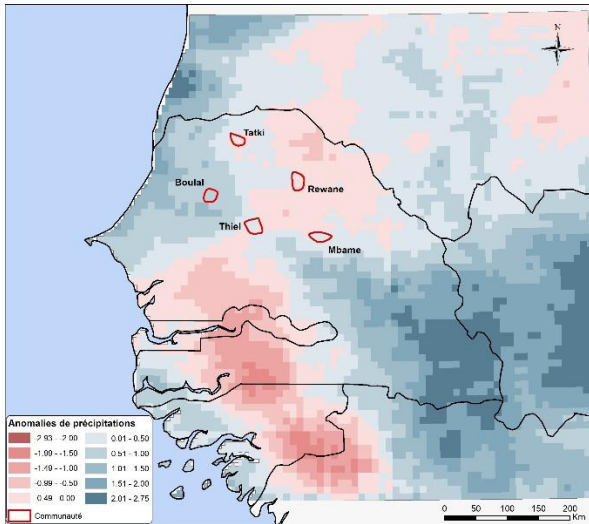 N
Tatki
Boulal
Rewane
Thiel
Mbame
Anomalies de précipitations
-2.93 - -2.00
-1.99 - -1.50
-1.49 - -1.00
-0.99 - -0.50
0.49 - 0.00
0.01 - 0.50
0.51 - 1.00
1.01 - 1.50
1.51 - 2.00
2.01 - 2.75
Communauté
0 50 100 150 200
Km